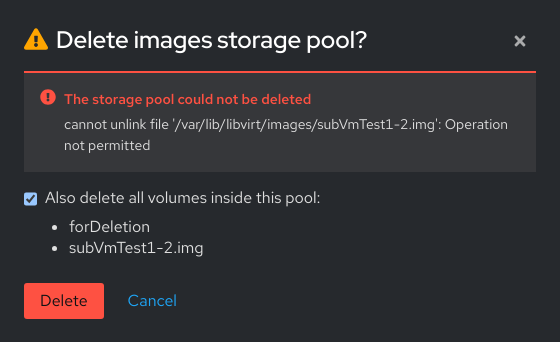 Delete images storage pool?
The storage pool could not be deleted
cannot unlink file '/var/lib/libvirt/images/subVmTest1-2.img': Operation
not permitted
Also delete all volumes inside this pool:
• forDeletion
• subVmTest1-2.img
Delete Cancel